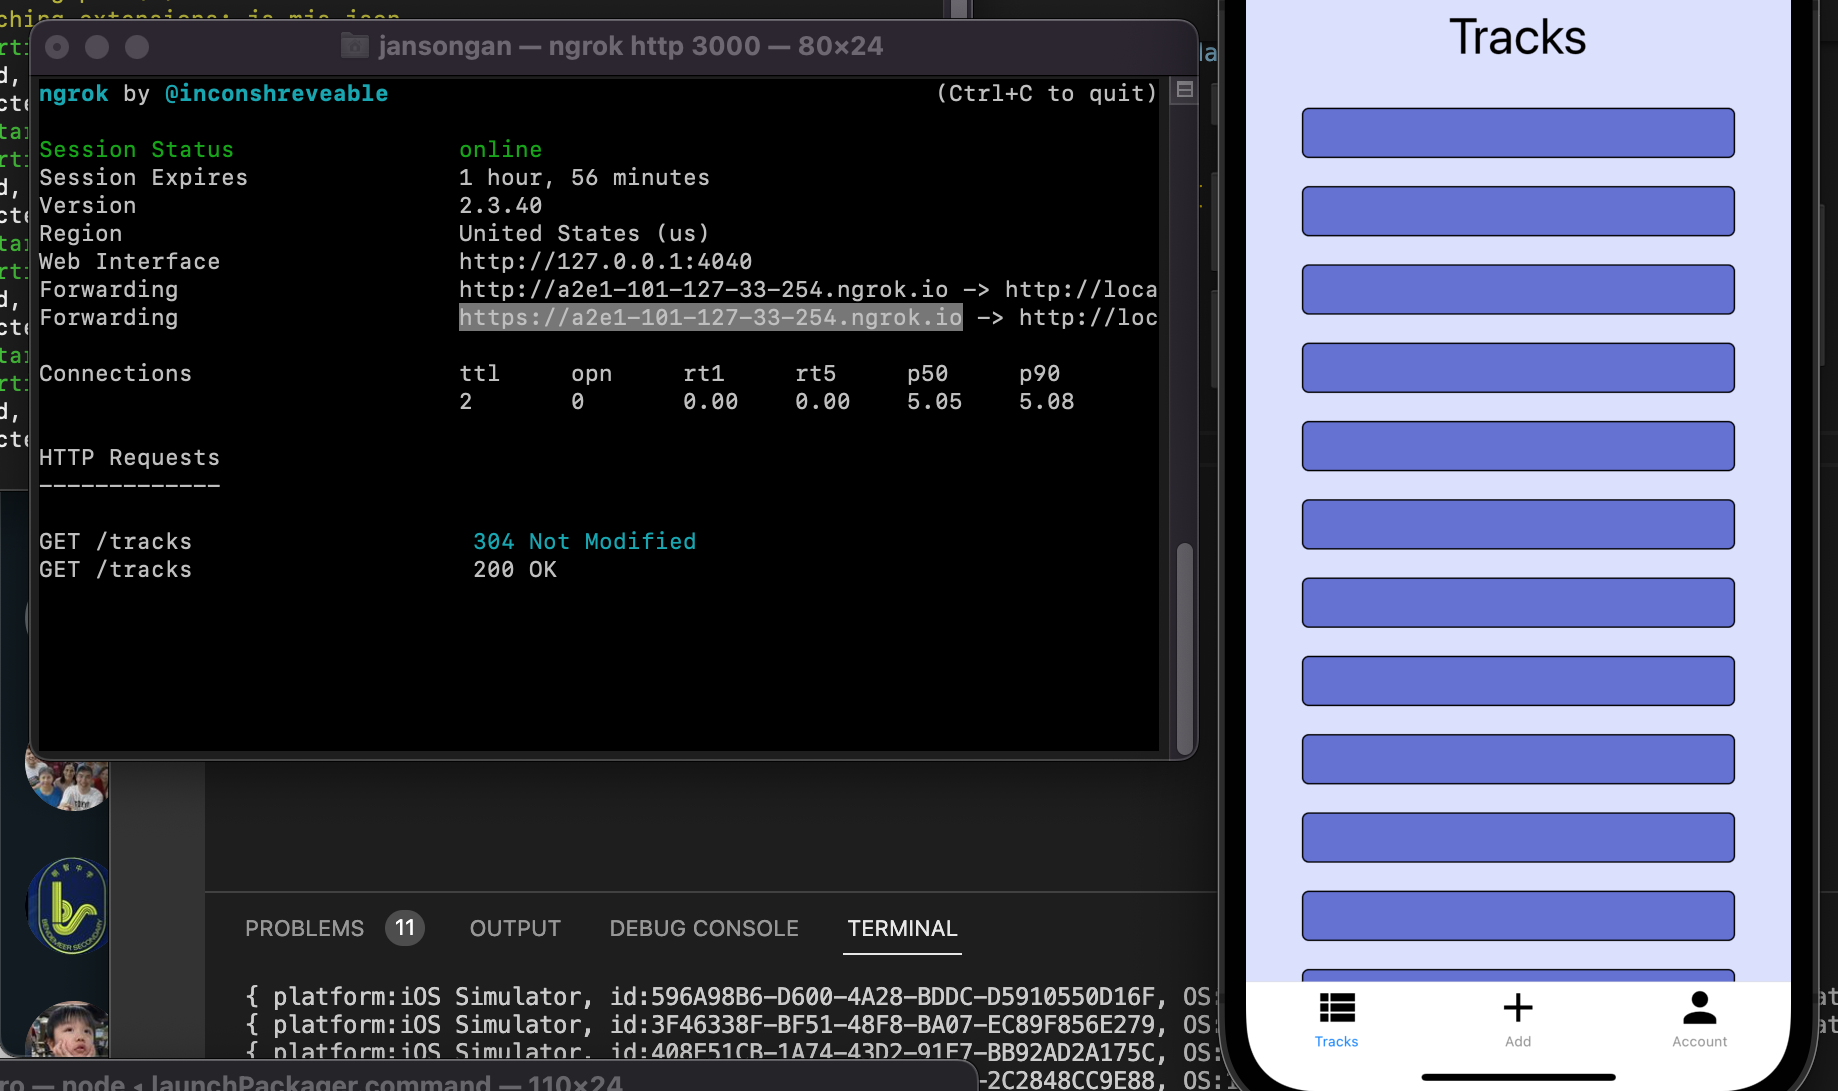 ching extensions: js mjs json
jansongan — ngrok http 3000 — 80×24
ngrok by @inconshreveable (Ctrl+C to quit)
Session Status online
Session Expires 1 hour, 56 minutes
Version 2.3.40
Region United States (us)
Web Interface http://127.0.0.1:4040
Forwarding http://a2e1-101-127-33-254.ngrok.io -> http://loca
Forwarding https://a2e1-101-127-33-254.ngrok.io -> http://loc
Connections ttl opn rt1 rt5 p50 p90
2 0 0.00 0.00 5.05 5.08
HTTP Requests
-------------
GET /tracks 304 Not Modified
GET /tracks 200 OK
PROBLEMS 11 OUTPUT DEBUG CONSOLE TERMINAL
{ platform:iOS Simulator, id:596A98B6-D600-4A28-BDDC-D5910550D16F, OS:
{ platform:iOS Simulator, id:3F46338F-BF51-48F8-BA07-EC89F856E279, OS:
{ platform:iOS Simulator, id:408F51CB-1A74-43D2-91F7-BB92AD2A175C, OS:
-2C2848CC9E88, OS:
ro — node ◂ launchPackager.command — 110×24
Tracks
Tracks Add Account